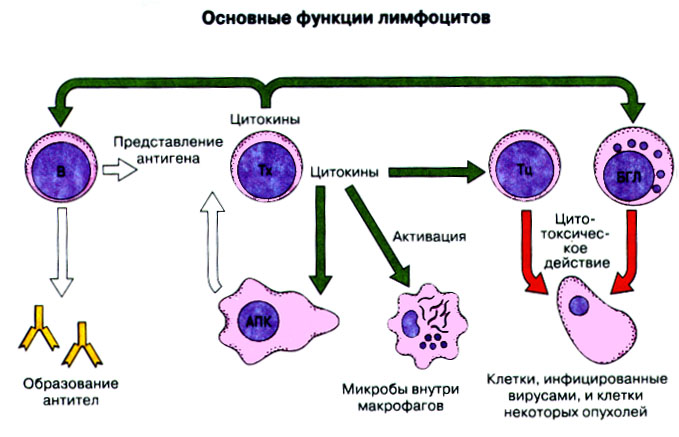 Основные функции лимфоцитов
Цитокины
Представление
антигена
В
Тх
Цитокины
Тц
БГЛ
Активация
Цито-
токсичес-
кое
действие
АПК
Образование
антител
Микробы внутри
макрофагов
Клетки, инфицированные
вирусами, и клетки
некоторых опухолей